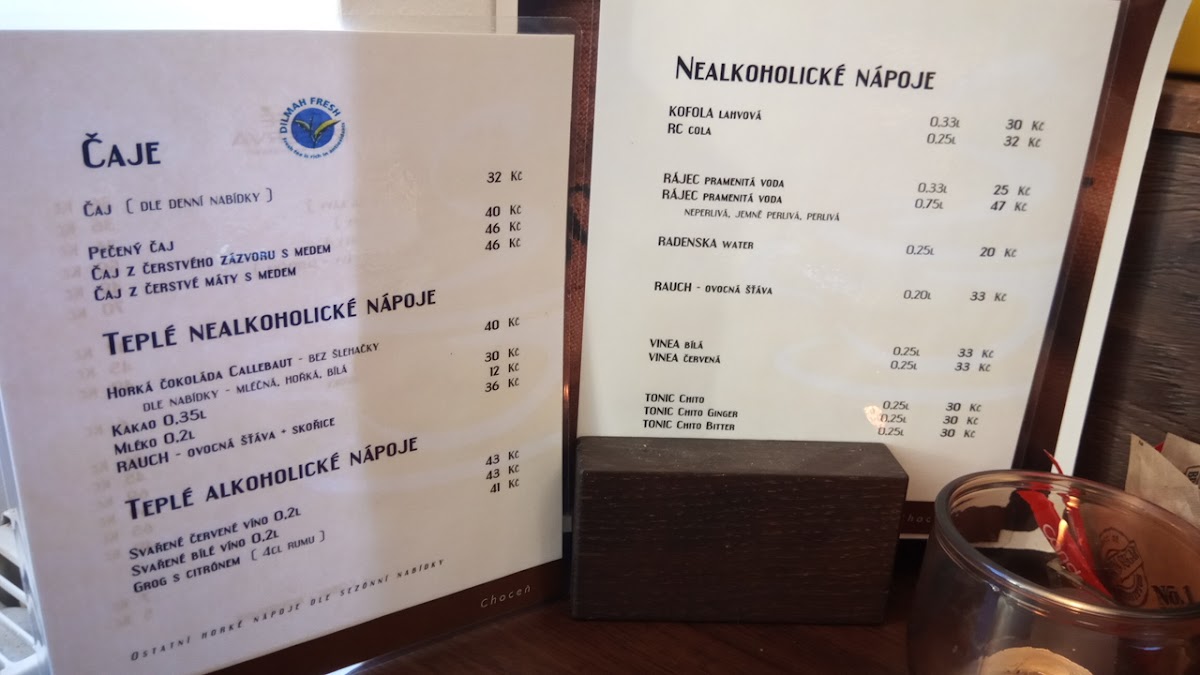 DILMAH FRESH
ČAJE
ČAJ ( DLE DENNÍ NABÍDKY ) 32 Kč
PEČENÝ ČAJ 40 Kč
ČAJ Z ČERSTVÉHO ZÁZVORU S MEDEM 46 Kč
ČAJ Z ČERSTVÉ MÁTY S MEDEM 46 Kč
TEPLÉ NEALKOHOLICKÉ NÁPOJE
HORKÁ ČOKOLÁDA CALLEBAUT - BEZ ŠLEHAČKY 40 Kč
DLE NABÍDKY - MLÉČNÁ, HOŘKÁ, BÍLÁ
KAKAO 0.35L 30 Kč
MLÉKO 0.2L 12 Kč
RAUCH - OVOCNÁ ŠŤÁVA + SKOŘICE 36 Kč
TEPLÉ ALKOHOLICKÉ NÁPOJE
SVAŘENÉ ČERVENÉ VÍNO 0.2L 43 Kč
SVAŘENÉ BÍLÉ VÍNO 0.2L 43 Kč
GROG S CITRÓNEM ( 4CL RUMU ) 41 Kč
OSTATNÍ HORKÉ NÁPOJE DLE SEZÓNNÍ NABÍDKY
Choceň
NEALKOHOLICKÉ NÁPOJE
KOFOLA LAHVOVÁ 0.33L 30 Kč
RC COLA 0.25L 32 Kč
RÁJEC PRAMENITÁ VODA 0.33L 25 Kč
RÁJEC PRAMENITÁ VODA 0.75L 47 Kč
NEPERLIVÁ, JEMNĚ PERLIVÁ, PERLIVÁ
RADENSKA WATER 0.25L 20 Kč
RAUCH - OVOCNÁ ŠŤÁVA 0.20L 33 Kč
VINEA BÍLÁ 0.25L 33 Kč
VINEA ČERVENÁ 0.25L 33 Kč
TONIC CHITO 0.25L 30 Kč
TONIC CHITO GINGER 0.25L 30 Kč
TONIC CHITO BITTER 0.25L 30 Kč
No.1